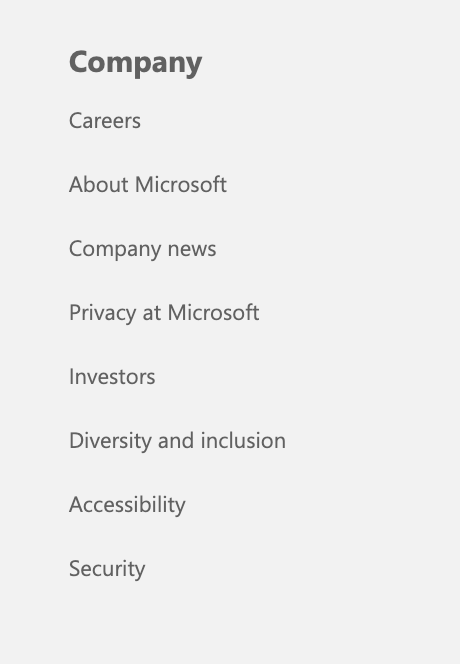 Company
Careers
About Microsoft
Company news
Privacy at Microsoft
Investors
Diversity and inclusion
Accessibility
Security